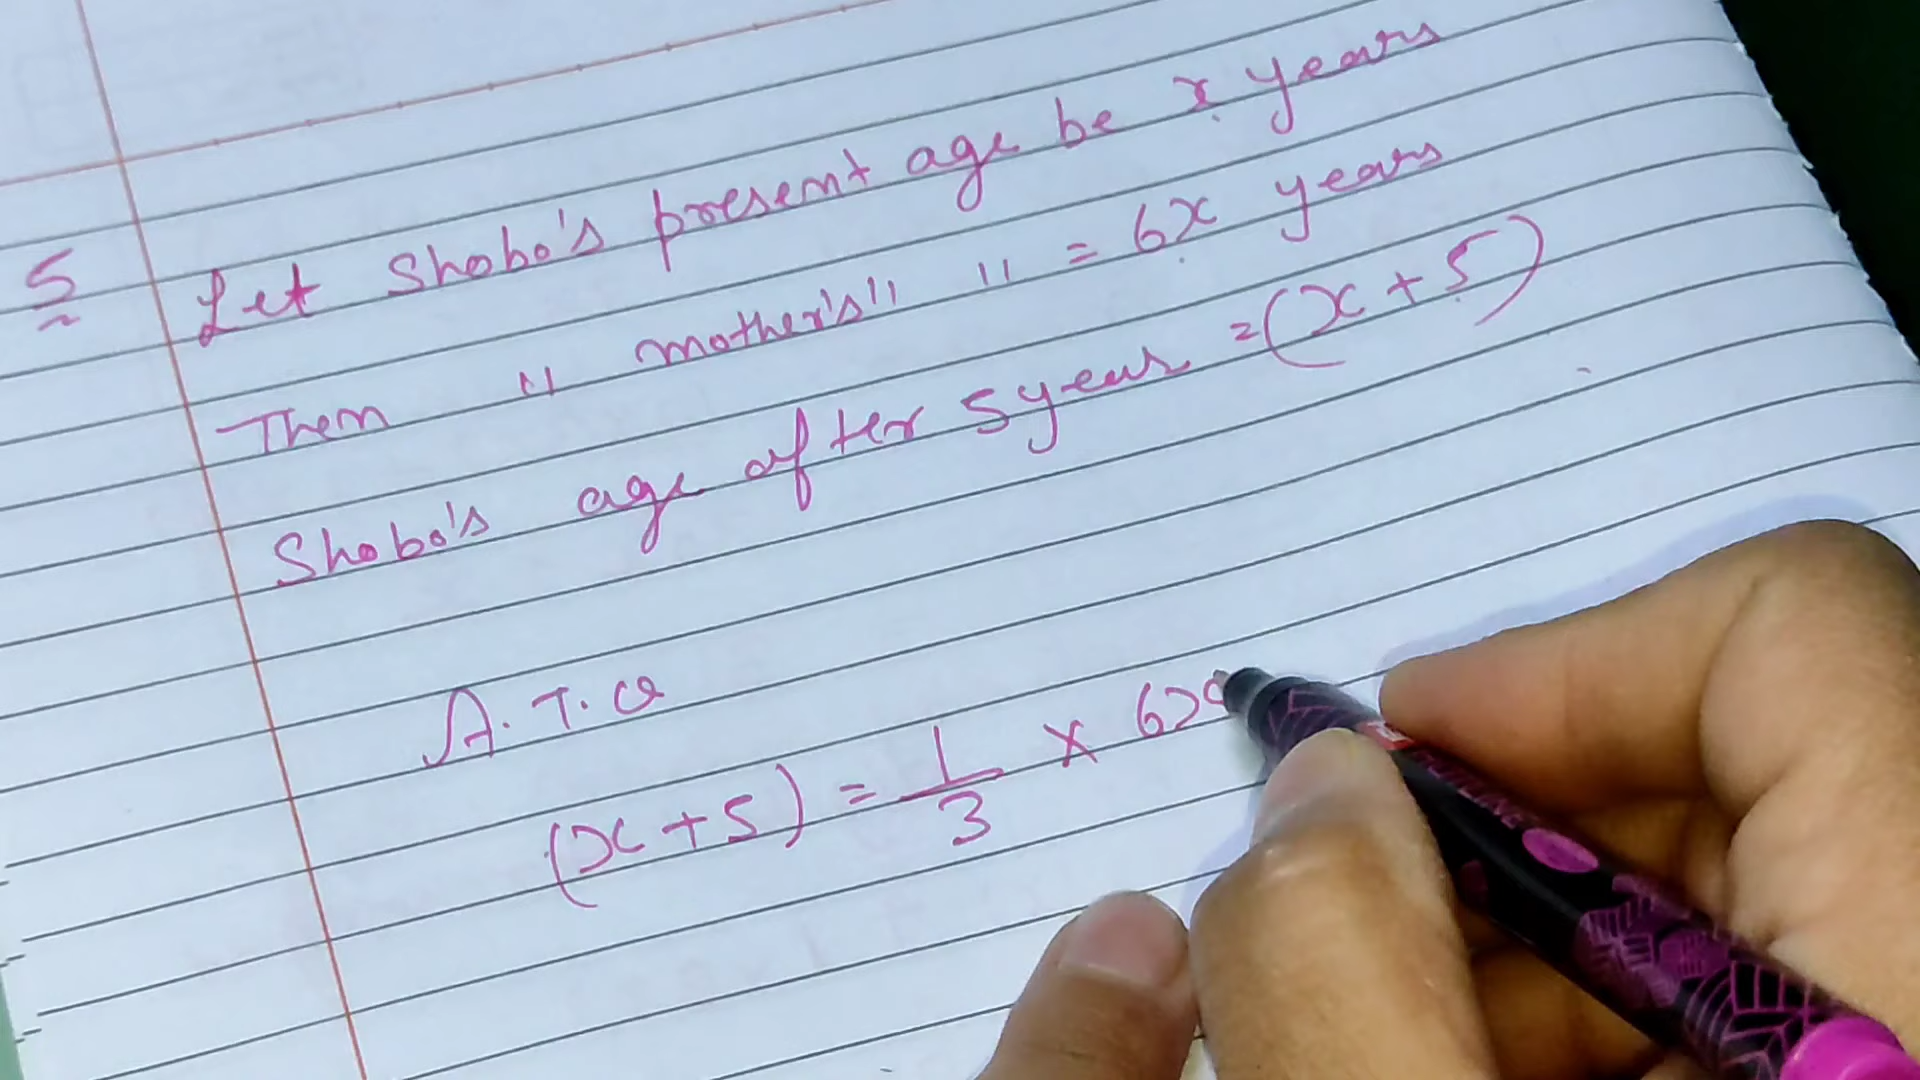 5
Let Shobo's present age be x years
Then " mother's " " = 6x years
Shobo's age after 5 years = (x + 5)
A.T.Q
(x + 5) = 1/3 × 6x